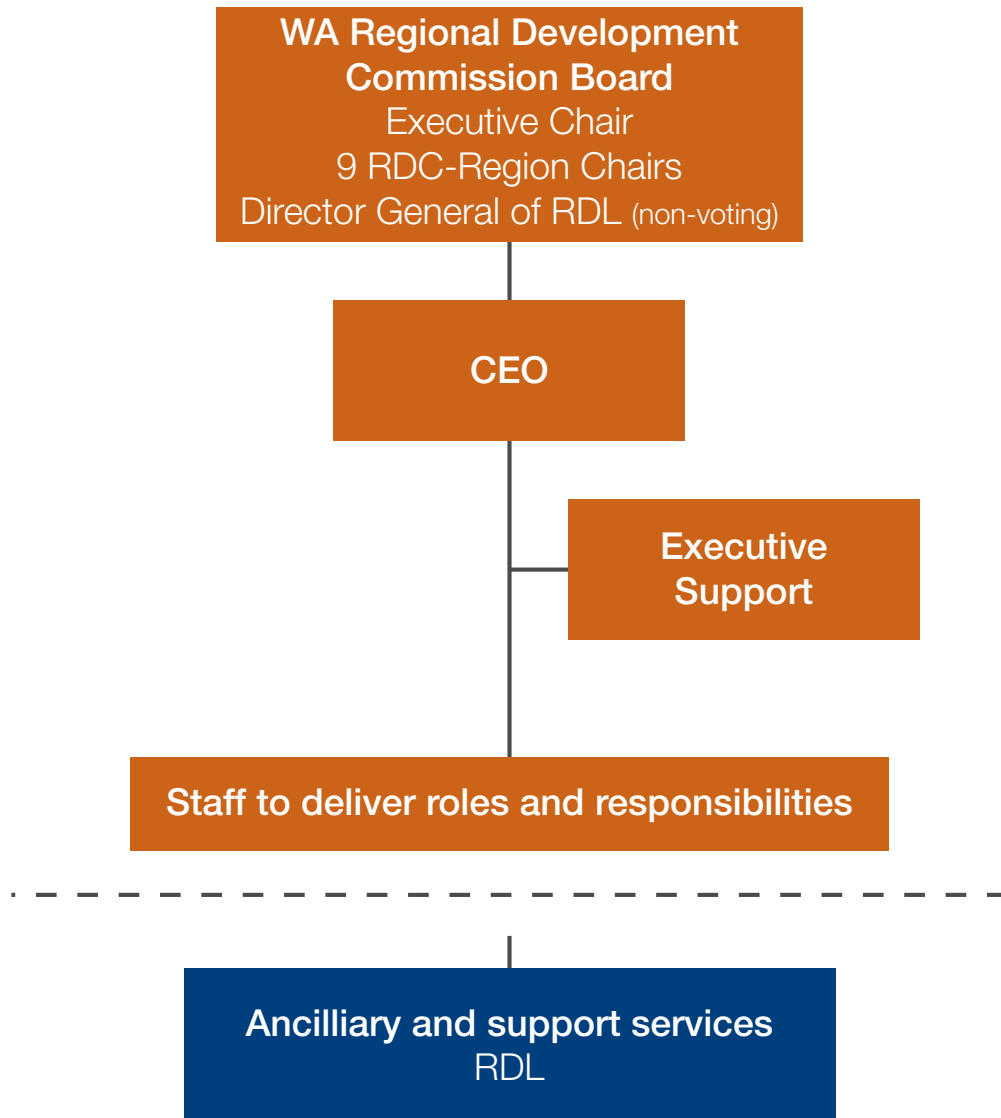 WA Regional Development
Commission Board
Executive Chair
9 RDC-Region Chairs
Director General of RDL (non-voting)
CEO
Executive
Support
Staff to deliver roles and responsibilities
Ancilliary and support services
RDL